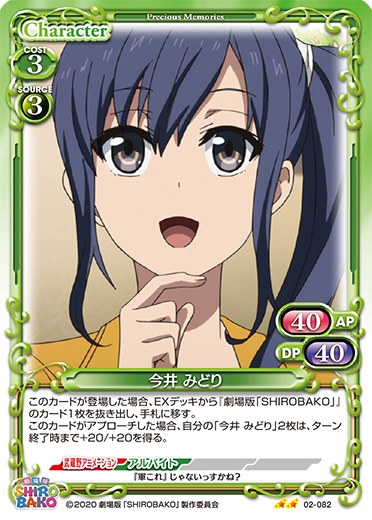 Precious Memories
Character
COST
3
SOURCE
3
40 AP
DP 40
今井 みどり
このカードが登場した場合、EXデッキから『劇場版「SHIROBAKO」』
のカード1枚を抜き出し、手札に移す。
このカードがアプローチした場合、自分の「今井 みどり」2枚は、ターン
終了時まで+20/+20を得る。
武蔵野アニメーション アルバイト
『軍これ』じゃないっすかね?
劇場版
SHIRO
BAKO
©2020 劇場版「SHIROBAKO」製作委員会
02-082